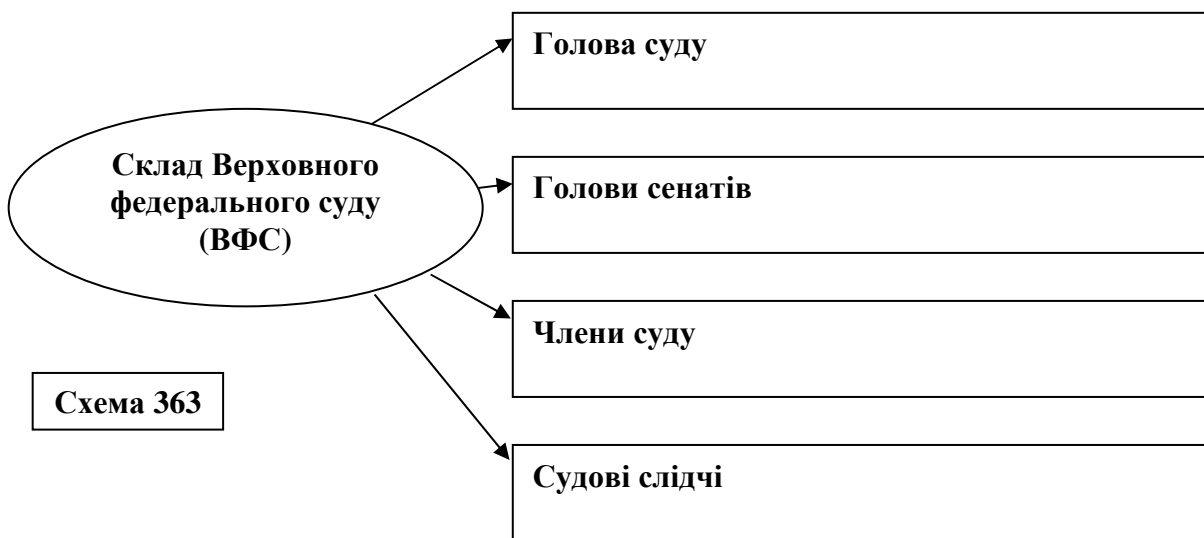 Голова суду
Склад Верховного
федерального суду
(ВФС)
Голови сенатів
Члени суду
Схема 363
Судові слідчі